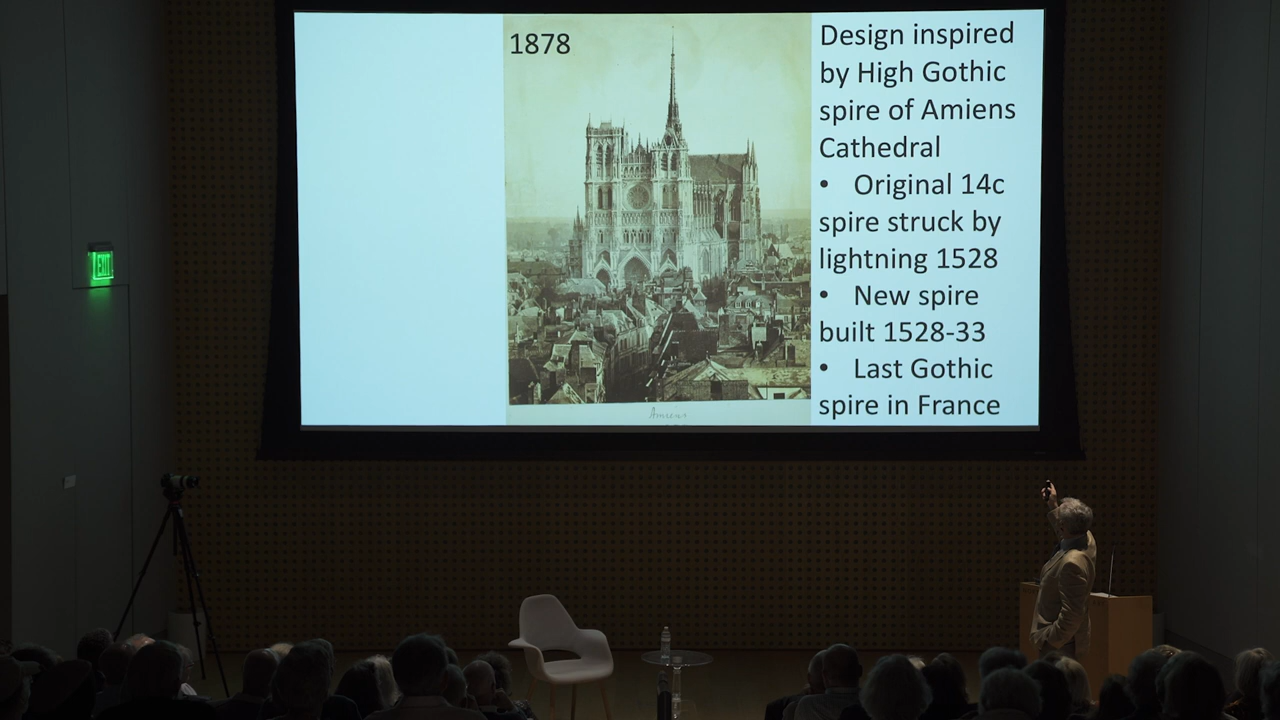 EXIT
1878
Design inspired
by High Gothic
spire of Amiens
Cathedral
• Original 14c
spire struck by
lightning 1528
• New spire
built 1528-33
• Last Gothic
spire in France
Amiens